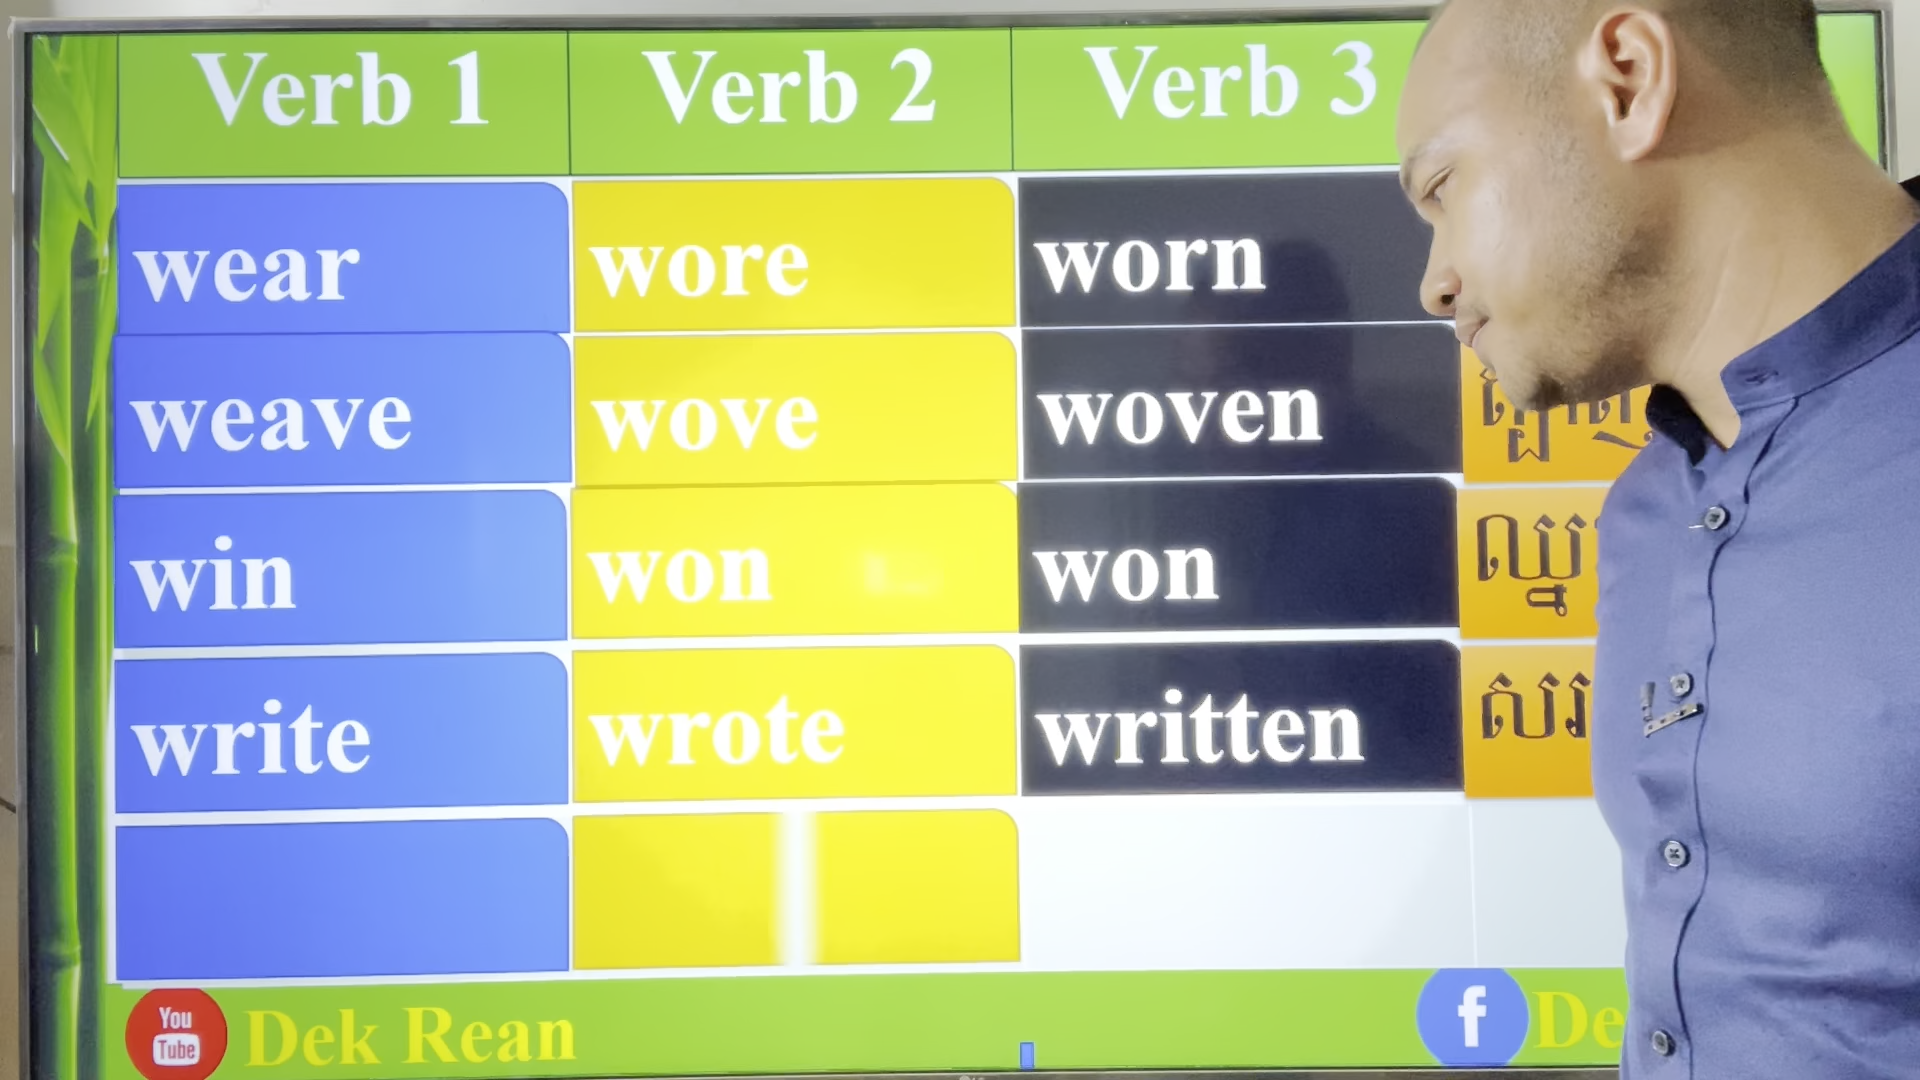 Verb 1 Verb 2 Verb 3
wear wore worn
weave wove woven
win won won
write wrote written
You
Tube
Dek Rean
f